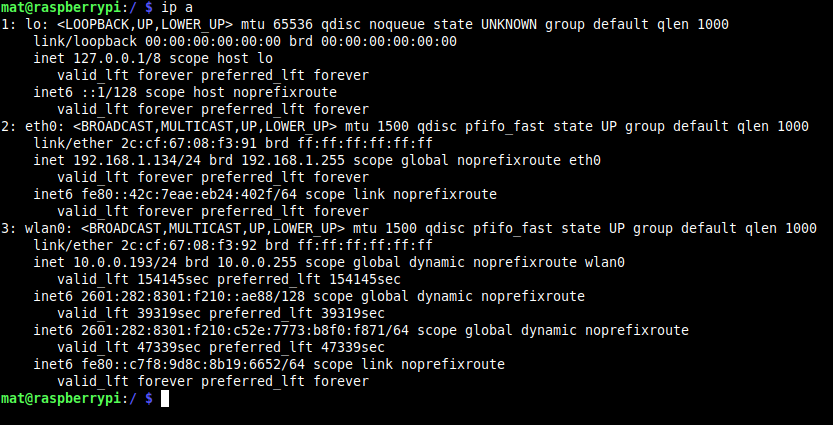 mat@raspberrypi:/ $ ip a
1: lo: <LOOPBACK,UP,LOWER_UP> mtu 65536 qdisc noqueue state UNKNOWN group default qlen 1000
    link/loopback 00:00:00:00:00:00 brd 00:00:00:00:00:00
    inet 127.0.0.1/8 scope host lo
       valid_lft forever preferred_lft forever
    inet6 ::1/128 scope host noprefixroute
       valid_lft forever preferred_lft forever
2: eth0: <BROADCAST,MULTICAST,UP,LOWER_UP> mtu 1500 qdisc pfifo_fast state UP group default qlen 1000
    link/ether 2c:cf:67:08:f3:91 brd ff:ff:ff:ff:ff:ff
    inet 192.168.1.134/24 brd 192.168.1.255 scope global noprefixroute eth0
       valid_lft forever preferred_lft forever
    inet6 fe80::42c:7eae:eb24:402f/64 scope link noprefixroute
       valid_lft forever preferred_lft forever
3: wlan0: <BROADCAST,MULTICAST,UP,LOWER_UP> mtu 1500 qdisc pfifo_fast state UP group default qlen 1000
    link/ether 2c:cf:67:08:f3:92 brd ff:ff:ff:ff:ff:ff
    inet 10.0.0.193/24 brd 10.0.0.255 scope global dynamic noprefixroute wlan0
       valid_lft 154145sec preferred_lft 154145sec
    inet6 2601:282:8301:f210::ae88/128 scope global dynamic noprefixroute
       valid_lft 39319sec preferred_lft 39319sec
    inet6 2601:282:8301:f210:c52e:7773:b8f0:f871/64 scope global dynamic noprefixroute
       valid_lft 47339sec preferred_lft 47339sec
    inet6 fe80::c7f8:9d8c:8b19:6652/64 scope link noprefixroute
       valid_lft forever preferred_lft forever
mat@raspberrypi:/ $